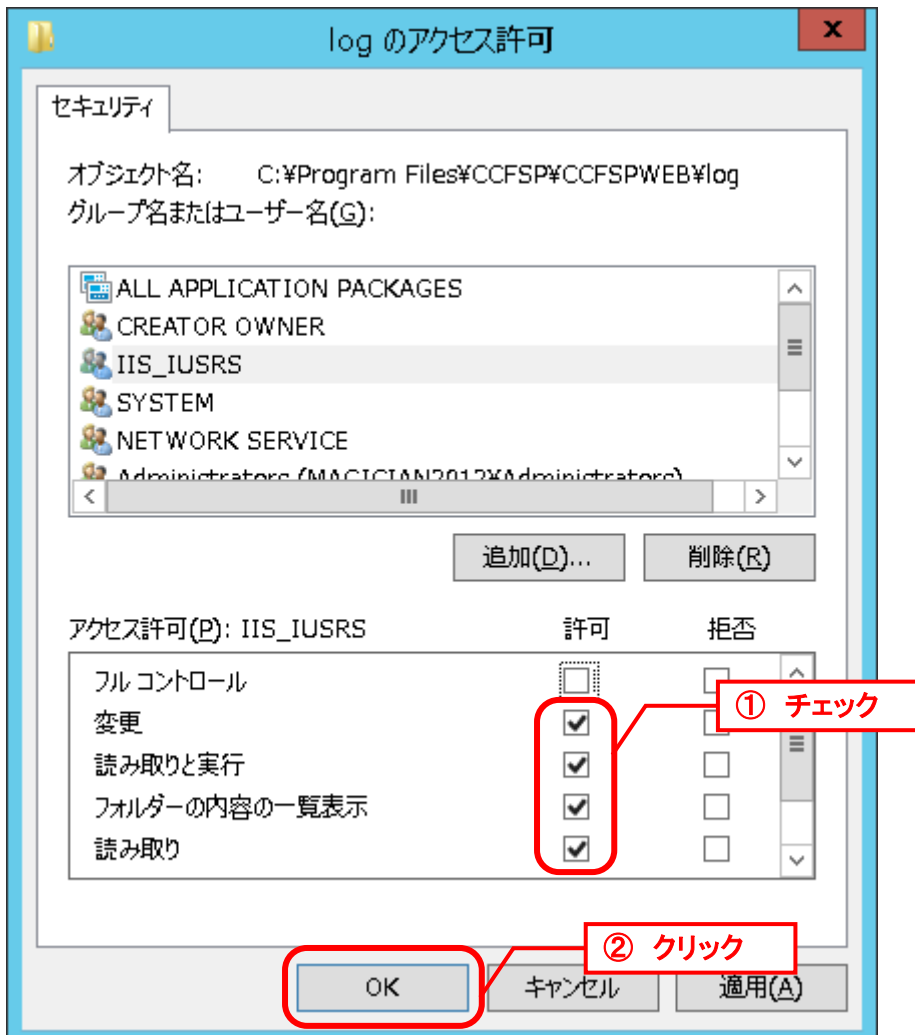 log のアクセス許可
x
セキュリティ
オブジェクト名: C:¥Program Files¥CCFSP¥CCFSPWEB¥log
グループ名またはユーザー名(G):
ALL APPLICATION PACKAGES
CREATOR OWNER
IIS_IUSRS
SYSTEM
NETWORK SERVICE
Administrators (MAGICIAN2012¥Administrators)
追加(D)... 削除(R)
アクセス許可(P): IIS_IUSRS 許可 拒否
フル コントロール
① チェック
変更
読み取りと実行
フォルダーの内容の一覧表示
読み取り
② クリック
OK キャンセル 適用(A)